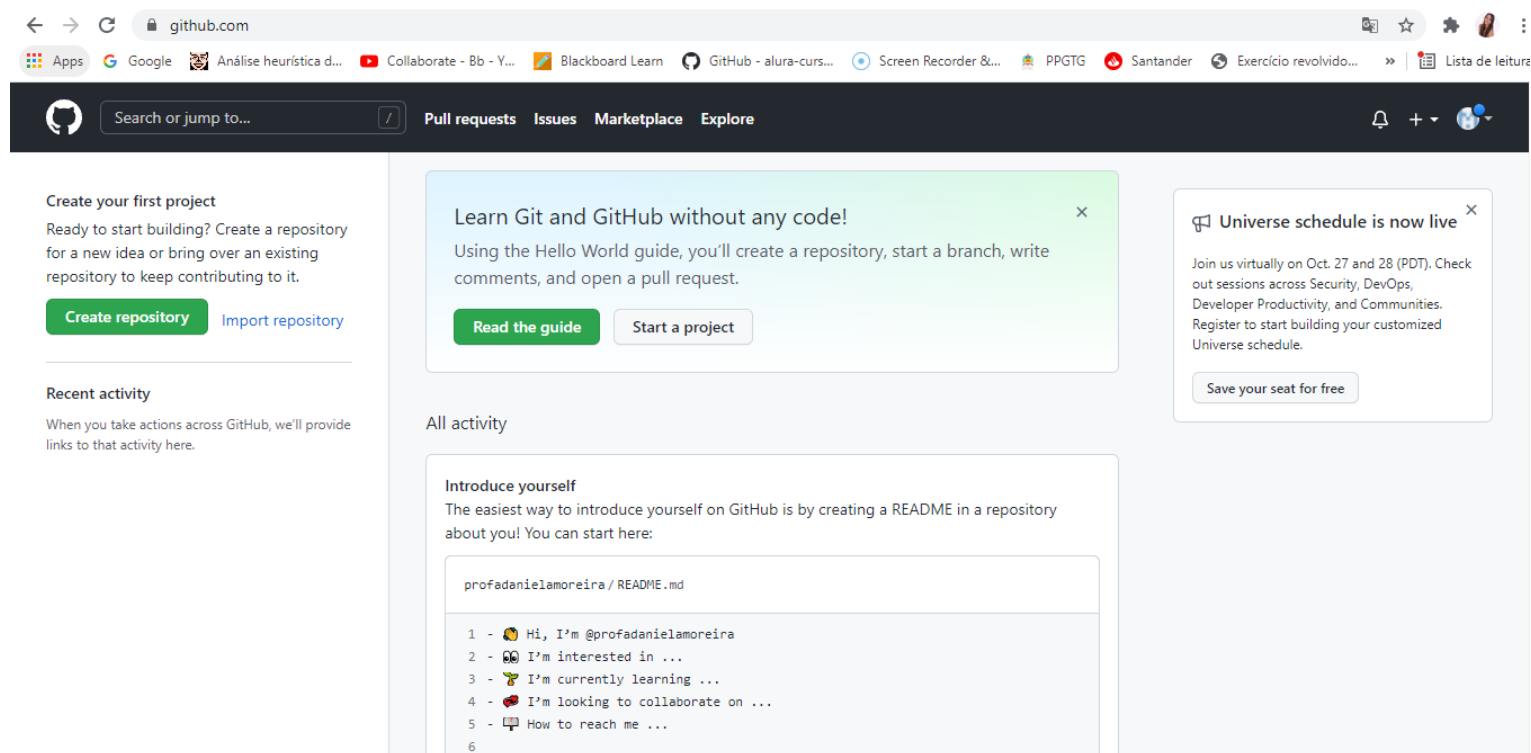 github.com
Apps Google Análise heurística d... Collaborate - Bb - Y... Blackboard Learn GitHub - alura-curs... Screen Recorder &... PPGTG Santander Exercício revolvido... » Lista de leitura
Search or jump to... / Pull requests Issues Marketplace Explore
Create your first project
Ready to start building? Create a repository
for a new idea or bring over an existing
repository to keep contributing to it.
Create repository Import repository
Recent activity
When you take actions across GitHub, we’ll provide
links to that activity here.
Learn Git and GitHub without any code!
Using the Hello World guide, you’ll create a repository, start a branch, write
comments, and open a pull request.
Read the guide Start a project
All activity
Introduce yourself
The easiest way to introduce yourself on GitHub is by creating a README in a repository
about you! You can start here:
profadanielamoreira/README.md
1 - 👋 Hi, I’m @profadanielamoreira
2 - 👀 I’m interested in ...
3 - 🌱 I’m currently learning ...
4 - 💞️ I’m looking to collaborate on ...
5 - 📫 How to reach me ...
6
Universe schedule is now live
Join us virtually on Oct. 27 and 28 (PDT). Check
out sessions across Security, DevOps,
Developer Productivity, and Communities.
Register to start building your customized
Universe schedule.
Save your seat for free